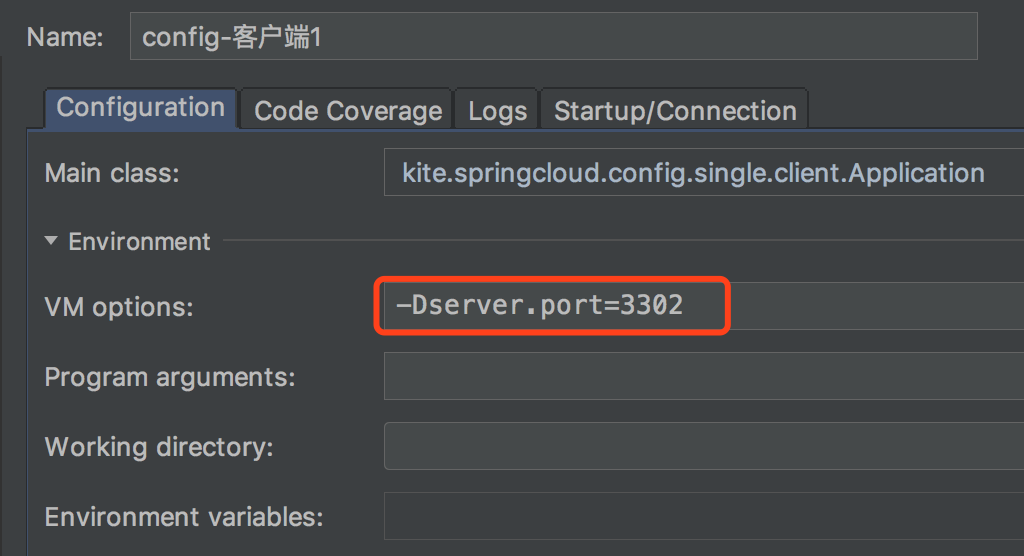 Name: config-客户端1
Configuration Code Coverage Logs Startup/Connection
Main class: kite.springcloud.config.single.client.Application
Environment
VM options: -Dserver.port=3302
Program arguments:
Working directory:
Environment variables: